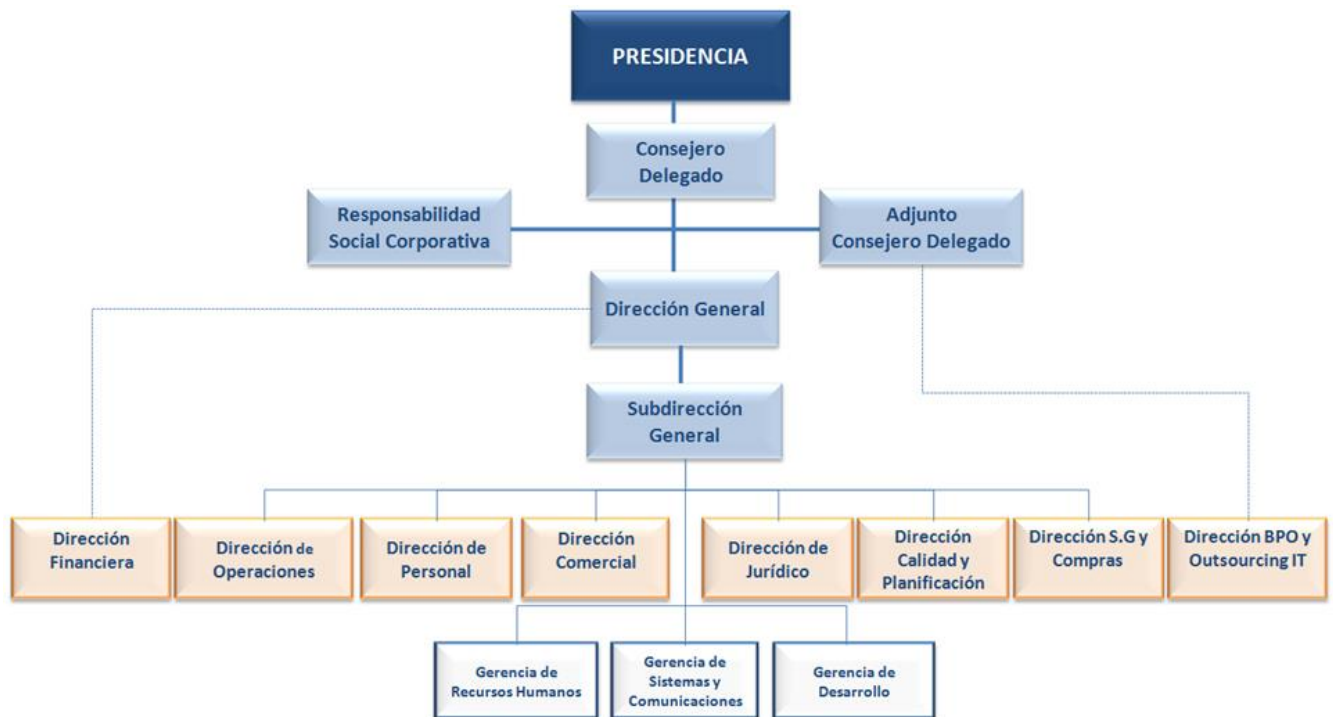 PRESIDENCIA
Consejero
Delegado
Responsabilidad
Social Corporativa
Adjunto
Consejero Delegado
Dirección General
Subdirección
General
Dirección
Financiera
Dirección de
Operaciones
Dirección de
Personal
Dirección
Comercial
Dirección de
Jurídico
Dirección
Calidad y
Planificación
Dirección S.G y
Compras
Dirección BPO y
Outsourcing IT
Gerencia de
Recursos Humanos
Gerencia de
Sistemas y
Comunicaciones
Gerencia de
Desarrollo